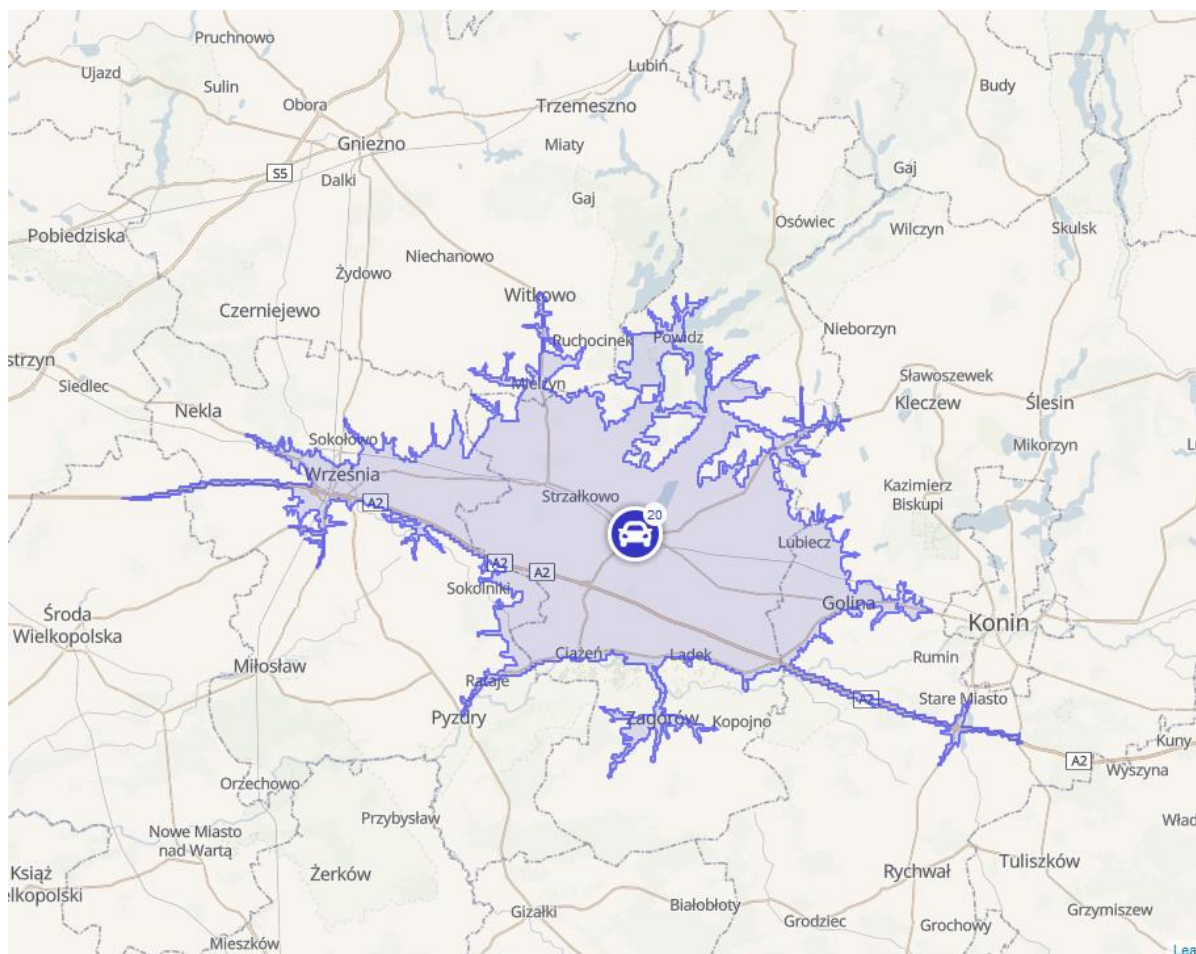 Pruchnowo
Lubiń
Ujazd
Sulin
Budy
Obora
Trzemeszno
Gniezno
Miaty
S5
Dalki
Gaj
Gaj
Pobiedziska
Osówiec
Wilczyn
Skulsk
Niechanowo
Żydowo
Witkowo
Czerniejewo
Nieborzyn
Ruchocinek
Powidz
strzyn
Siedlec
Mielżyn
Sławoszewek
Kleczew
Ślesin
Nekla
Sokołowo
Mikorzyn
Września
Kazimierz
Biskupi
Strzałkowo
A2
20
Lubiecz
A2
A2
Sokolniki
Golina
Środa
Wielkopolska
Konin
Miłosław
Ciążeń
Lądek
Rumin
Rataje
A2
Stare Miasto
Pyzdry
Zagórów
Kopojno
Kuny
A2
Wyszyna
Orzechowo
Przybysław
Nowe Miasto
nad Wartą
Wład
Książ
elkopolski
Żerków
Rychwał
Tuliszków
Gizałki
Białobłoty
Grodziec
Grochowy
Grzymiszew
Mieszków
Lea